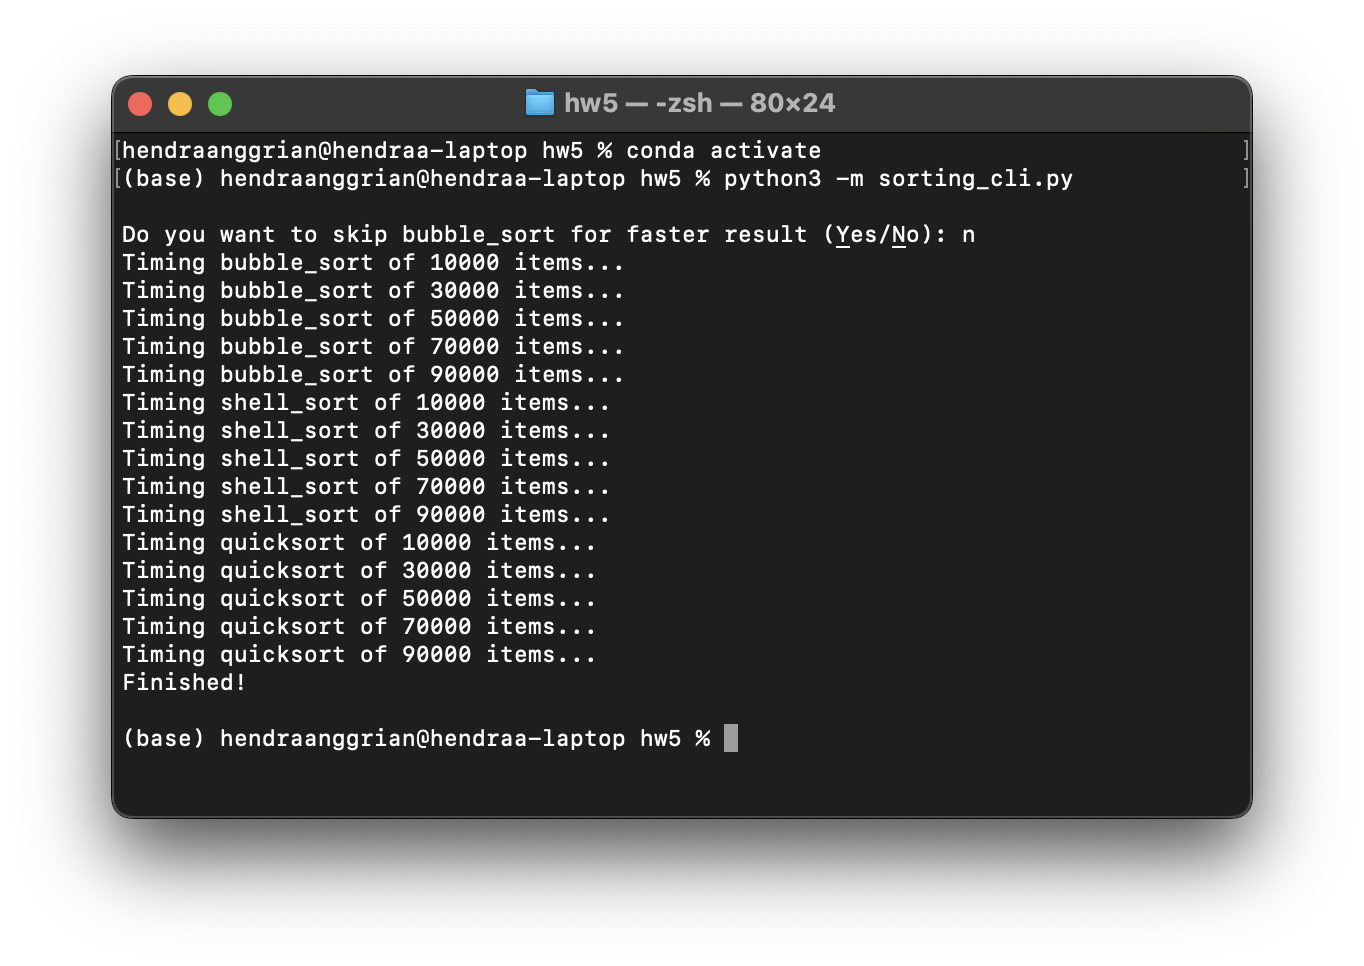 hw5 — -zsh — 80×24
[hendraanggrian@hendraa-laptop hw5 % conda activate ]
[(base) hendraanggrian@hendraa-laptop hw5 % python3 -m sorting_cli.py ]
Do you want to skip bubble_sort for faster result (Yes/No): n
Timing bubble_sort of 10000 items...
Timing bubble_sort of 30000 items...
Timing bubble_sort of 50000 items...
Timing bubble_sort of 70000 items...
Timing bubble_sort of 90000 items...
Timing shell_sort of 10000 items...
Timing shell_sort of 30000 items...
Timing shell_sort of 50000 items...
Timing shell_sort of 70000 items...
Timing shell_sort of 90000 items...
Timing quicksort of 10000 items...
Timing quicksort of 30000 items...
Timing quicksort of 50000 items...
Timing quicksort of 70000 items...
Timing quicksort of 90000 items...
Finished!
(base) hendraanggrian@hendraa-laptop hw5 %